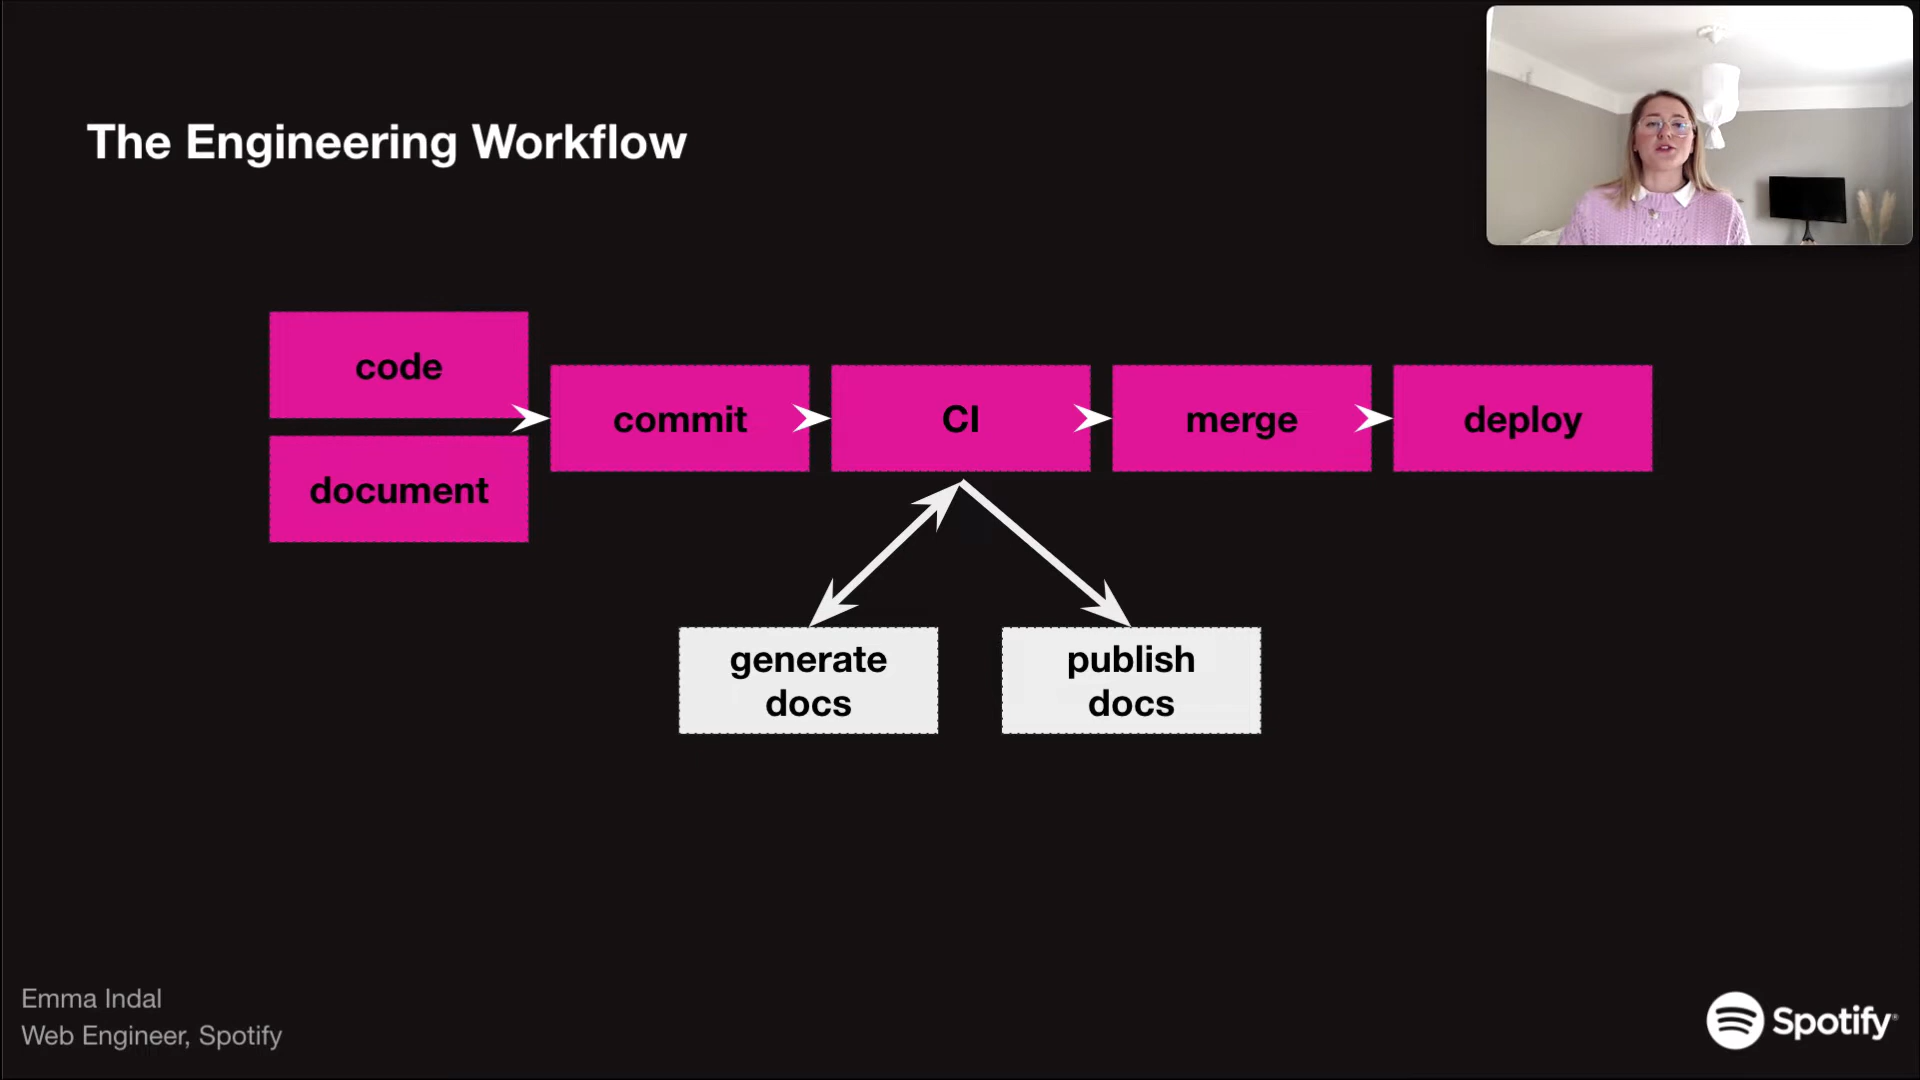 The Engineering Workflow
code
document
commit
CI
merge
deploy
generate
docs
publish
docs
Emma Indal
Web Engineer, Spotify
Spotify